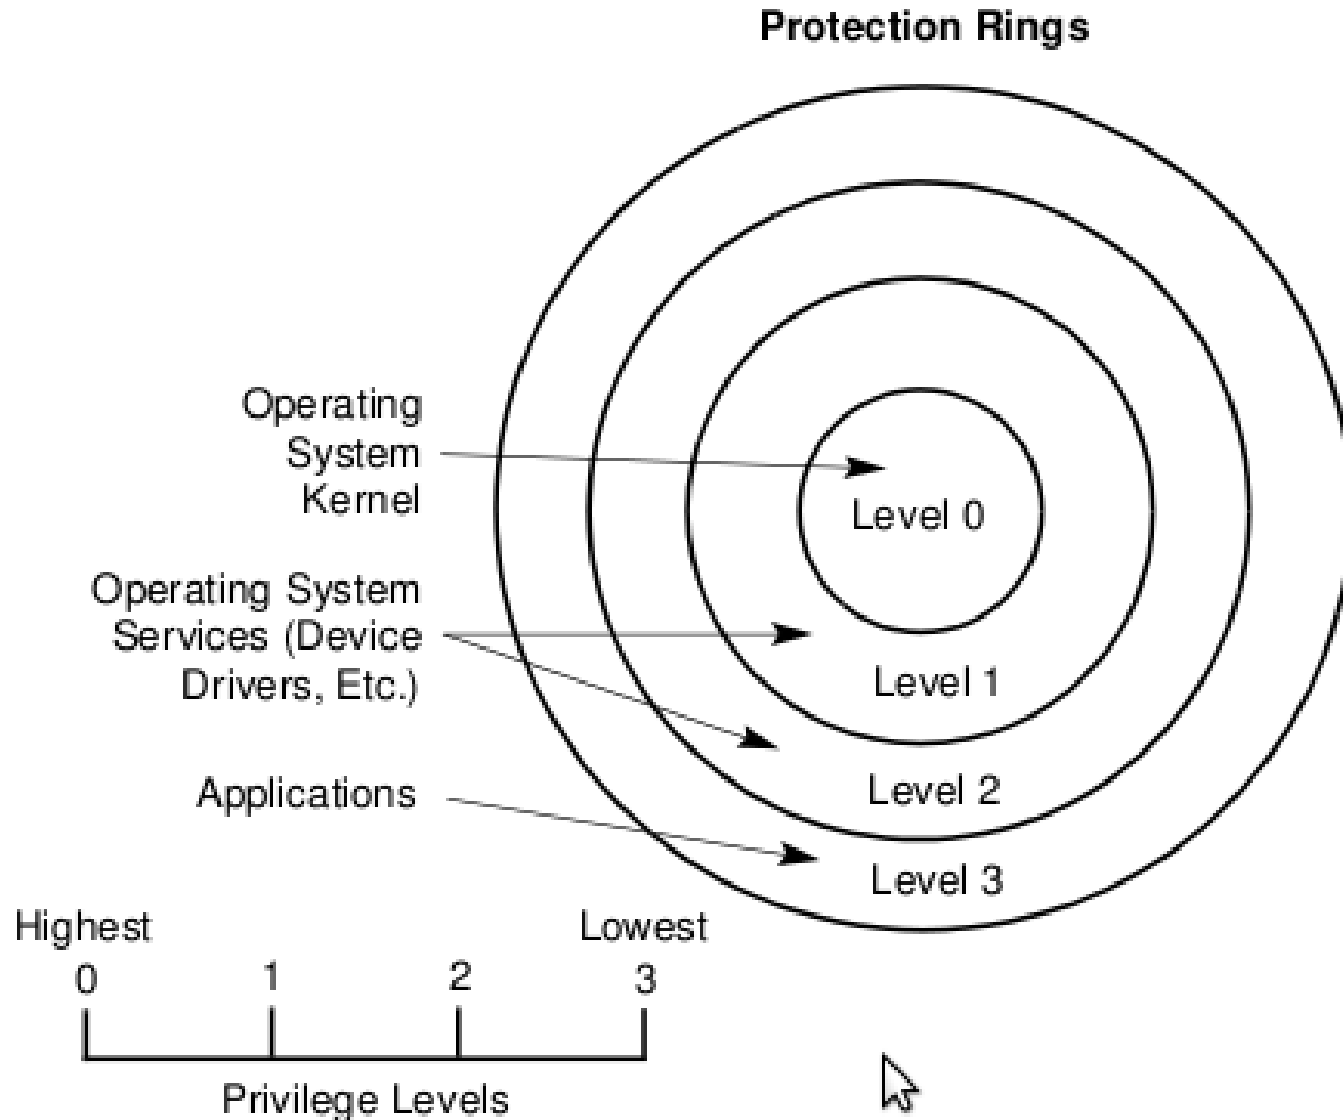 Protection Rings
Operating
System
Kernel
Level 0
Operating System
Services (Device
Drivers, Etc.)
Level 1
Level 2
Applications
Level 3
Highest
Lowest
0 1 2 3
Privilege Levels